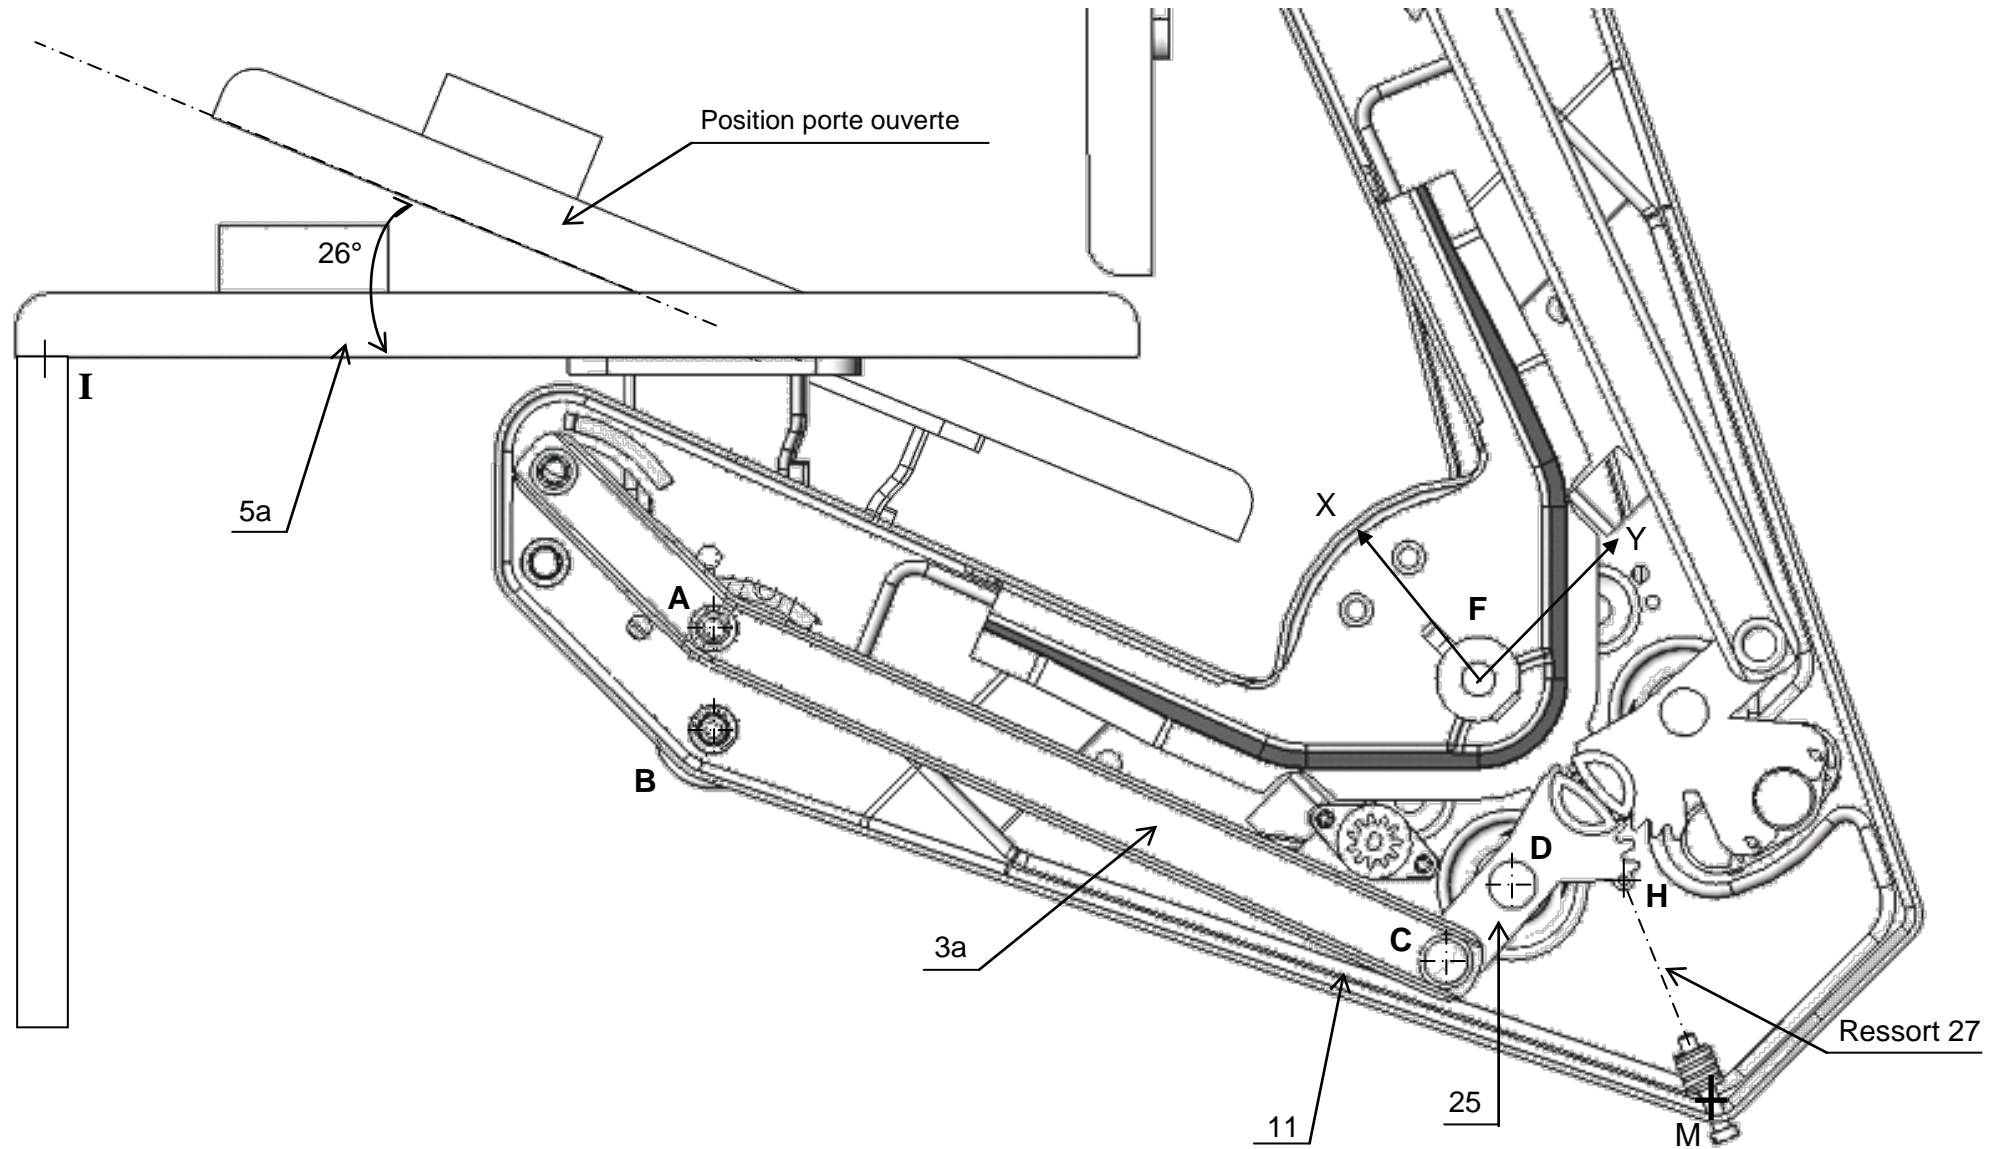 Position porte ouverte
26°
I
5a
X
Y
F
A
B
D
H
C
3a
Ressort 27
25
11
M